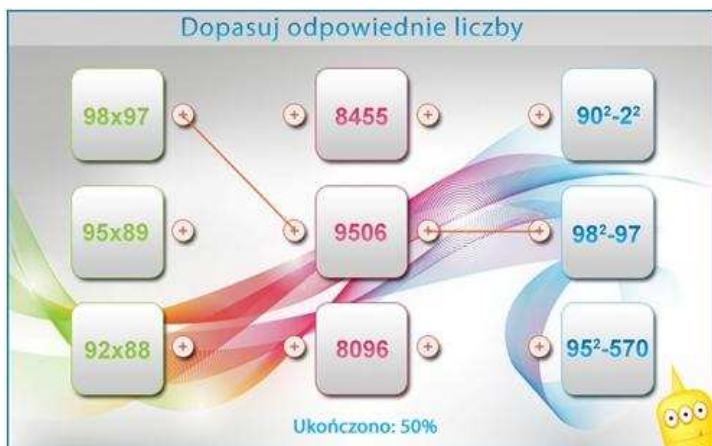 Dopasuj odpowiednie liczby
98x97 8455 90²-2²
95x89 9506 98²-97
92x88 8096 95²-570
Ukończono: 50%